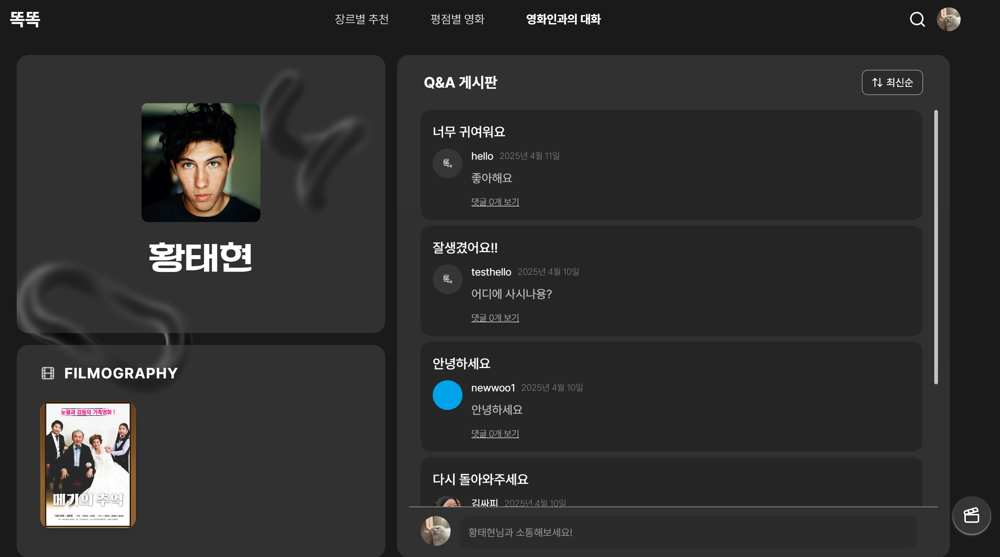 똑똑
장르별 추천
평점별 영화
영화인과의 대화
황태현
FILMOGRAPHY
눈물과 감동의 가족영화 !
메기의 추억
Q&A 게시판
최신순
너무 귀여워요
똑똑
hello 2025년 4월 11일
좋아해요
댓글 0개 보기
잘생겼어요!!
똑똑
testhello 2025년 4월 10일
어디에 사시나용?
댓글 0개 보기
안녕하세요
newwoo1 2025년 4월 10일
안녕하세요
댓글 0개 보기
다시 돌아와주세요
김싸피 2025년 4월 10일
황태현님과 소통해보세요!